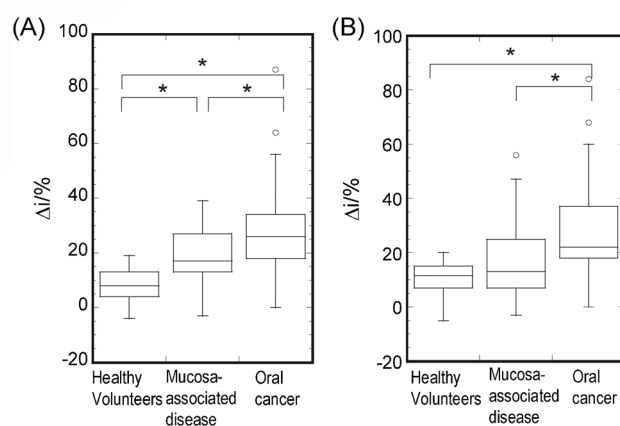 (A)
100
80
60
40
20
0
-20
Δi/%
*
*
*
Healthy Volunteers
Mucosa-associated disease
Oral cancer
(B)
100
80
60
40
20
0
-20
Δi/%
*
*
Healthy Volunteers
Mucosa-associated disease
Oral cancer